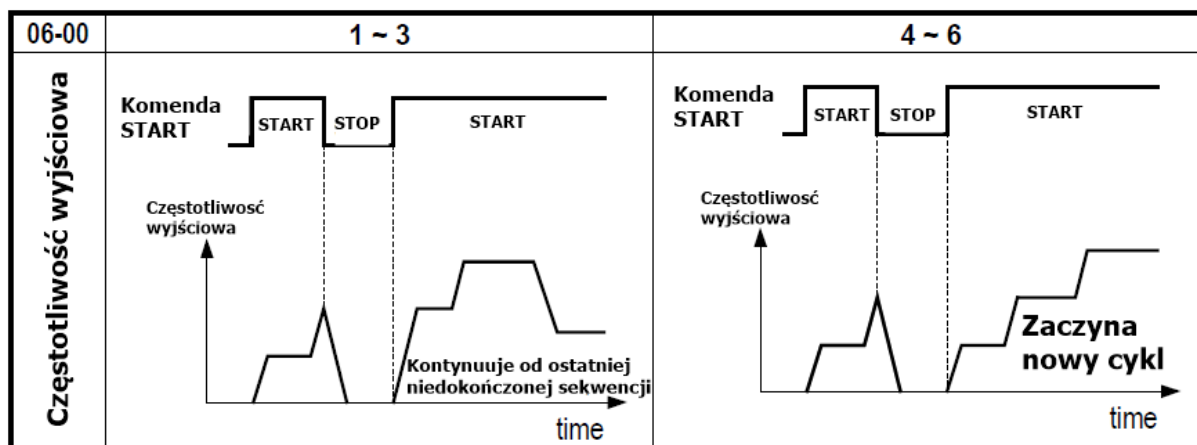 06-00
1 ~ 3
4 ~ 6
Częstotliwość wyjściowa
Komenda
START
START
STOP
START
Częstotliwosć
wyjściowa
Kontynuuje od ostatniej
niedokończonej sekwencji
time
Komenda
START
START
STOP
START
Częstotliwość
wyjściowa
Zaczyna
nowy cykl
time